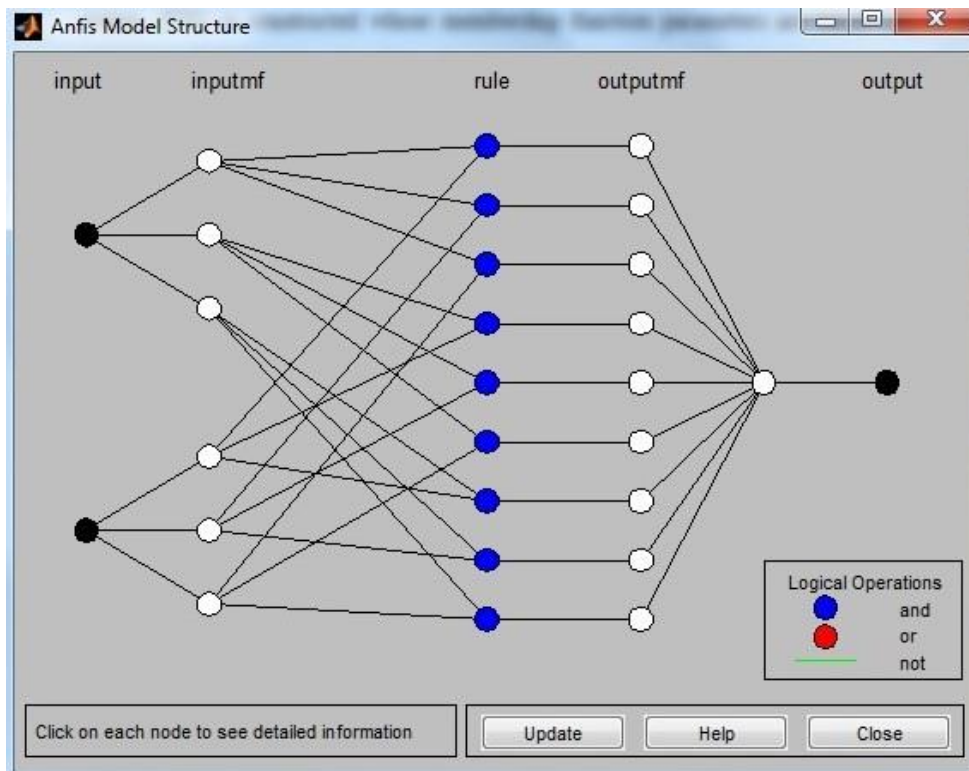 Anfis Model Structure
input inputmf rule outputmf output
Logical Operations
and
or
not
Click on each node to see detailed information
Update Help Close